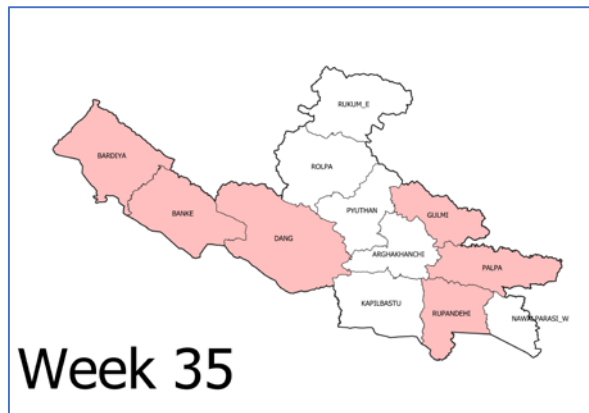 RUKUM_E
ROLPA
BARDIYA
PYUTHAN
BANKE
GULMI
DANG
ARGHAKHANCHI
PALPA
KAPILBASTU
RUPANDEHI
NAWALPARASI_W
Week 35